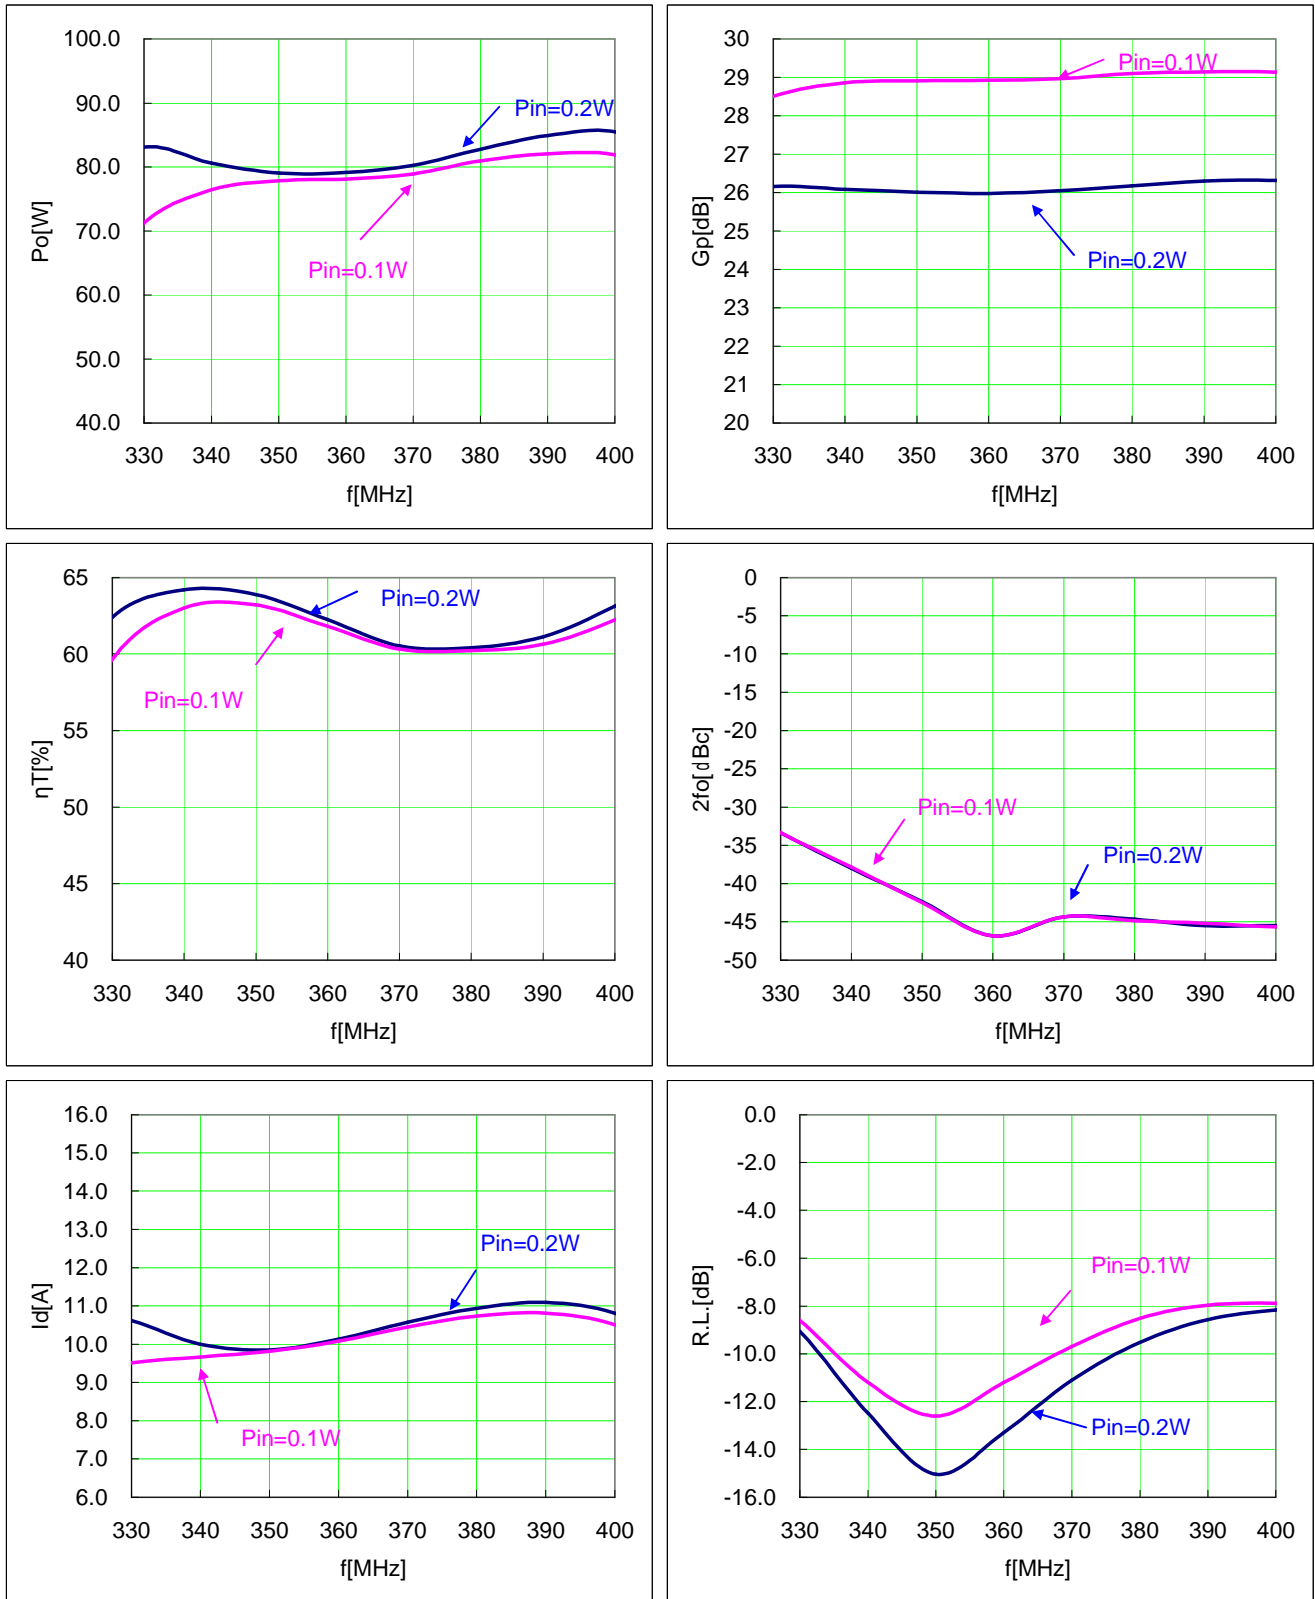 100.0
90.0
80.0
70.0
60.0
50.0
40.0
Po[W]
Pin=0.2W
Pin=0.1W
330 340 350 360 370 380 390 400
f[MHz]
30
29
28
27
26
25
24
23
22
21
20
Gp[dB]
Pin=0.1W
Pin=0.2W
330 340 350 360 370 380 390 400
f[MHz]
65
60
55
50
45
40
ηT[%]
Pin=0.2W
Pin=0.1W
330 340 350 360 370 380 390 400
f[MHz]
0
-5
-10
-15
-20
-25
-30
-35
-40
-45
-50
2fo[dBc]
Pin=0.1W
Pin=0.2W
330 340 350 360 370 380 390 400
f[MHz]
16.0
15.0
14.0
13.0
12.0
11.0
10.0
9.0
8.0
7.0
6.0
Id[A]
Pin=0.2W
Pin=0.1W
330 340 350 360 370 380 390 400
f[MHz]
0.0
-2.0
-4.0
-6.0
-8.0
-10.0
-12.0
-14.0
-16.0
R.L.[dB]
Pin=0.1W
Pin=0.2W
330 340 350 360 370 380 390 400
f[MHz]